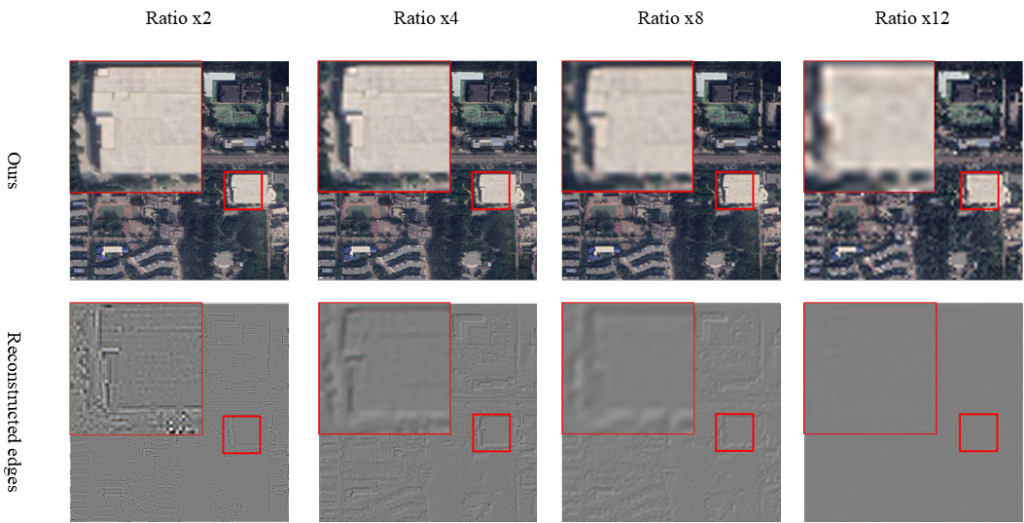 Ratio x2
Ratio x4
Ratio x8
Ratio x12
Ours
Reconstructed edges